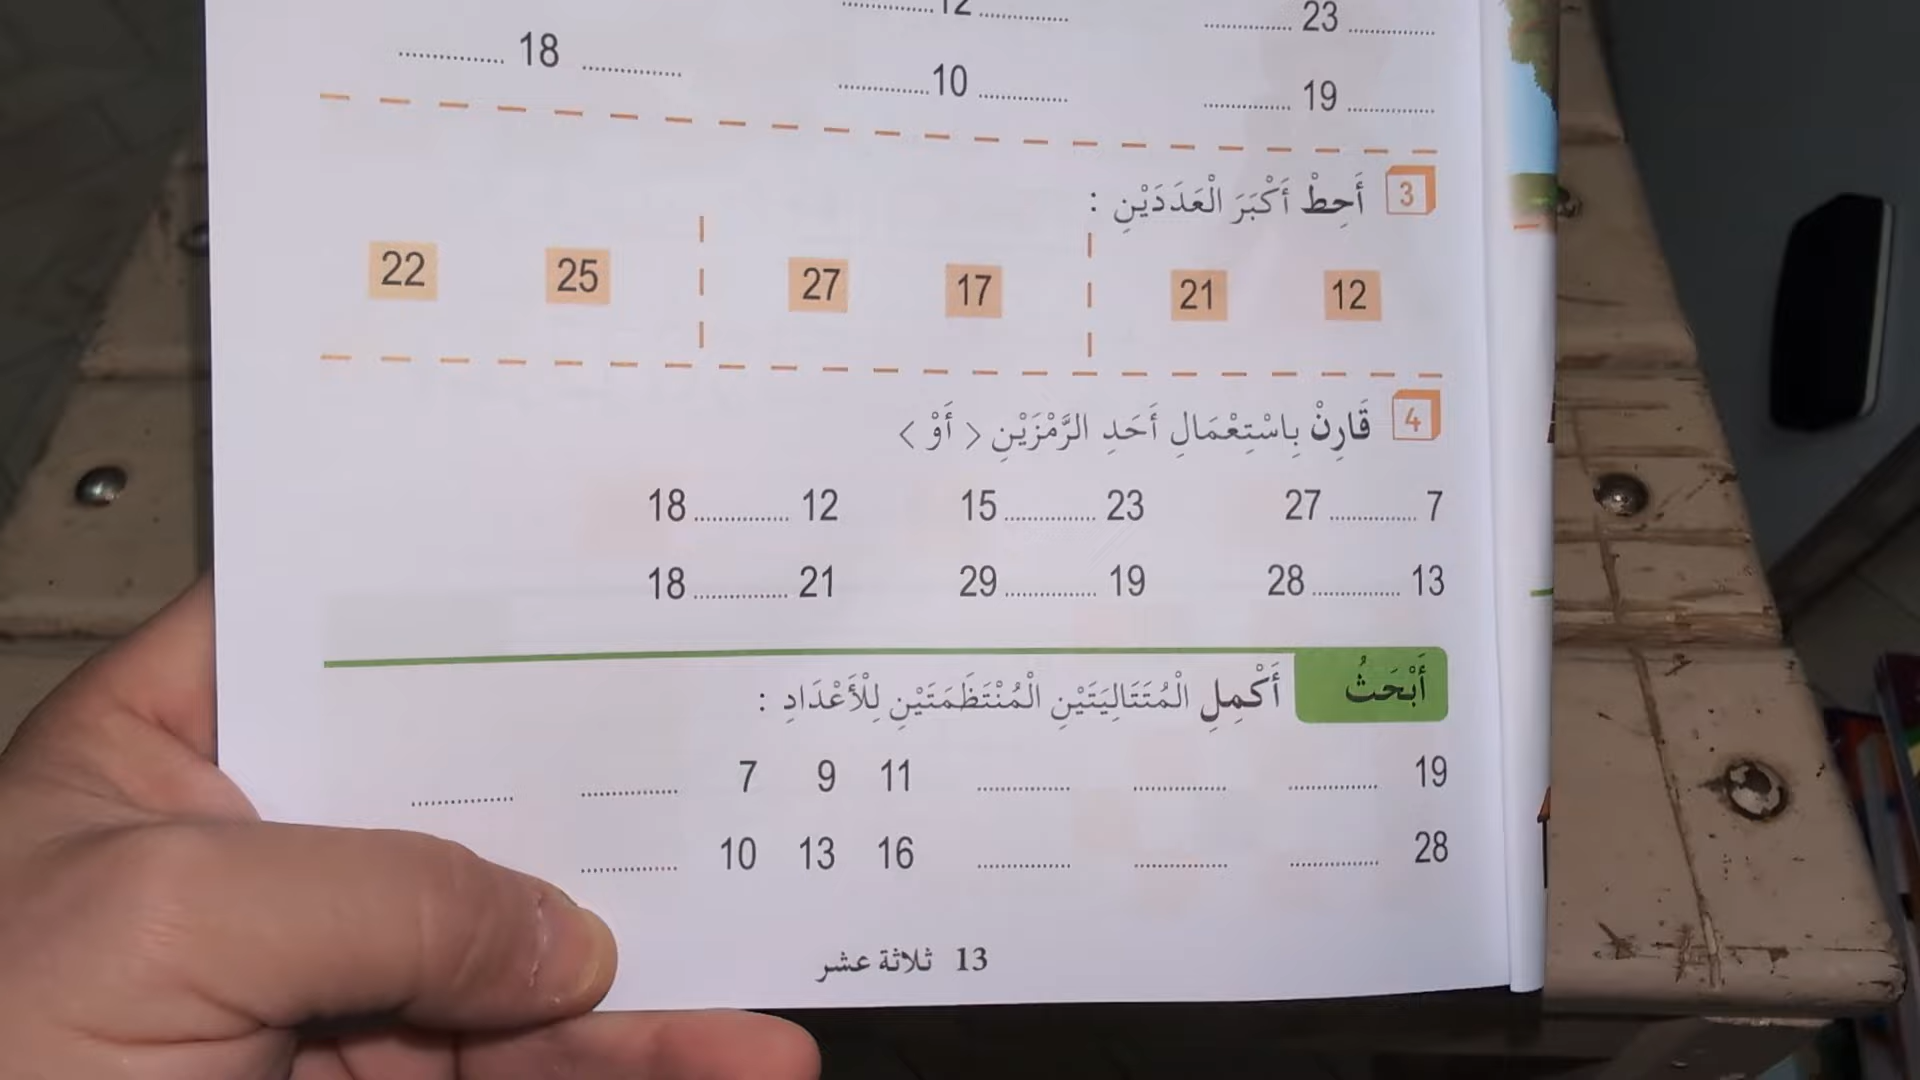 ............ 12 ............ ............ 23 ............
............ 18 ............ ............ 10 ............ ............ 19 ............
3 أَحِطْ أَكْبَرَ الْعَدَدَيْنِ :
22 25 27 17 21 12
4 قَارِنْ بِاسْتِعْمَالِ أَحَدِ الرَّمْزَيْنِ < أَوْ >
18 ............ 12 15 ............ 23 27 ............ 7
18 ............ 21 29 ............ 19 28 ............ 13
أَبْحَثُ أَكْمِلِ الْمُتَتَالِيَتَيْنِ الْمُنْتَظَمَتَيْنِ لِلْأَعْدَادِ :
............ ............ 7 9 11 ............ ............ ............ 19
............ 10 13 16 ............ ............ ............ 28
13 ثلاثة عشر